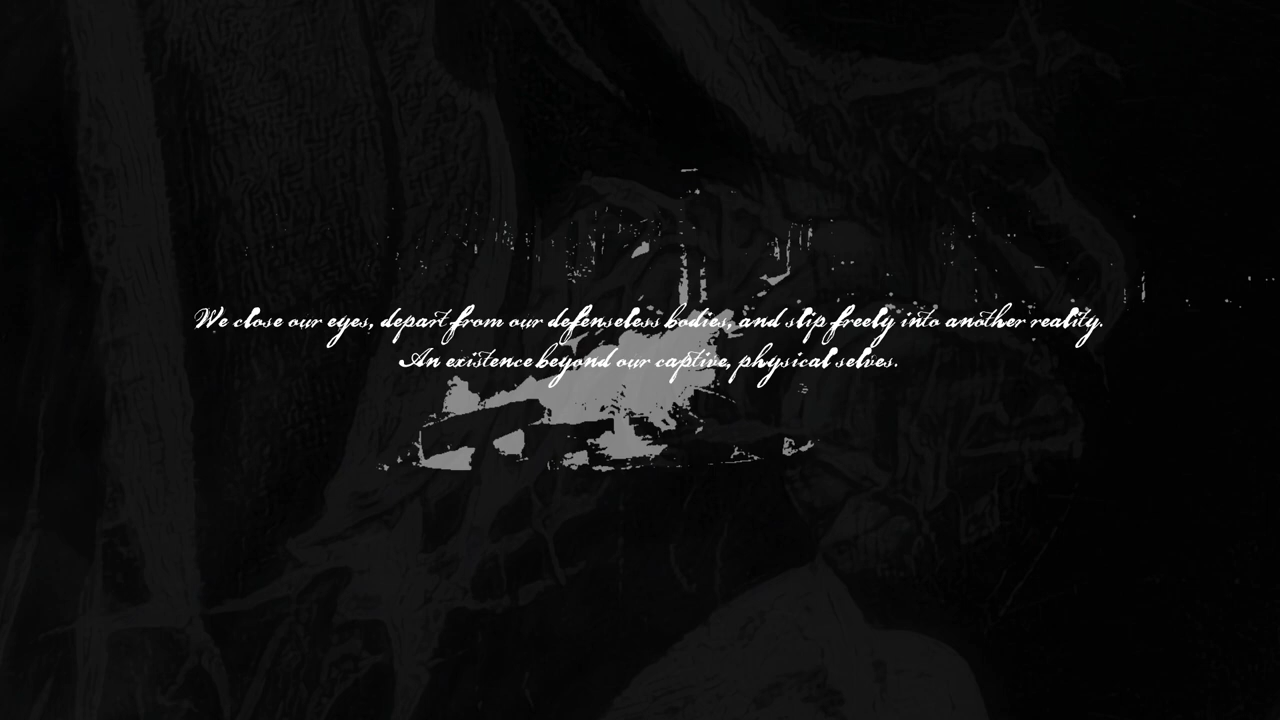 We close our eyes, depart from our defenseless bodies, and slip freely into another reality.
An existence beyond our captive, physical selves.